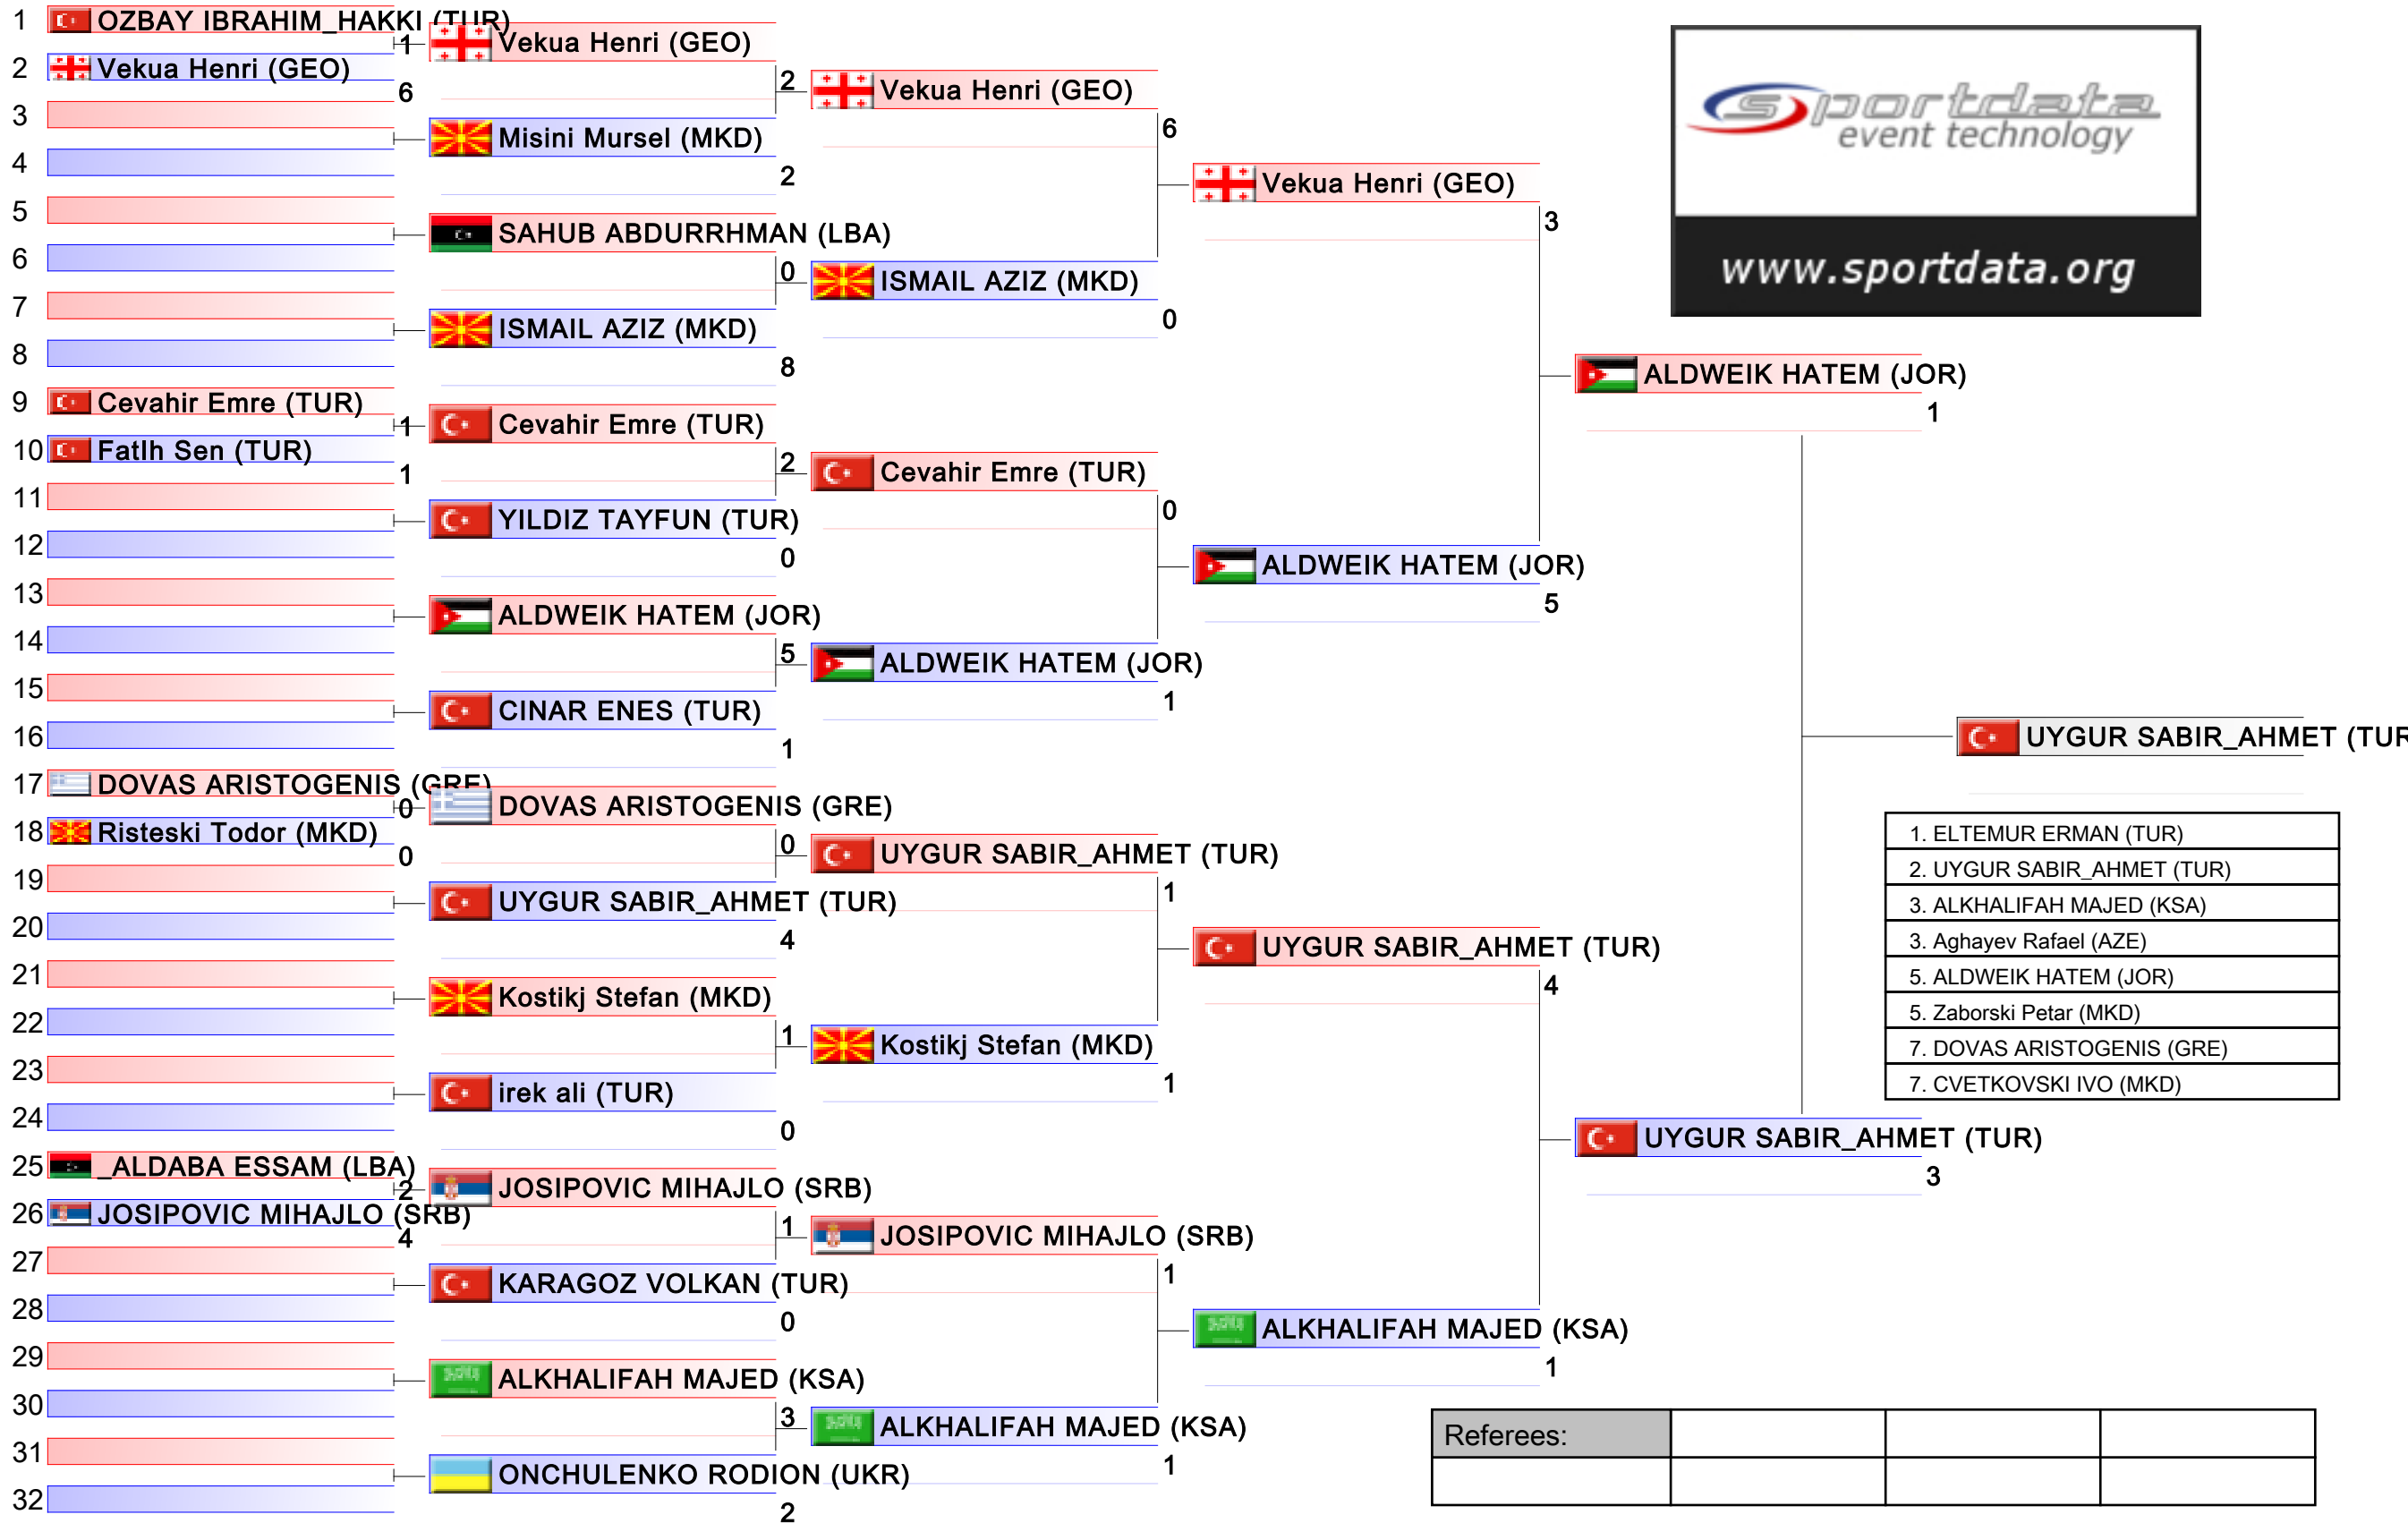 1 OZBAY IBRAHIM_HAKKI (TUR)
1
2 Vekua Henri (GEO)
6
3
4
5
6
7
8
9 Cevahir Emre (TUR)
1
10 FatIh Sen (TUR)
1
11
12
13
14
15
16
17 DOVAS ARISTOGENIS (GRE)
0
18 Risteski Todor (MKD)
0
19
20
21
22
23
24
25 _ALDABA ESSAM (LBA)
2
26 JOSIPOVIC MIHAJLO (SRB)
4
27
28
29
30
31
32
Vekua Henri (GEO)
2
Misini Mursel (MKD)
2
SAHUB ABDURRHMAN (LBA)
0
ISMAIL AZIZ (MKD)
8
Cevahir Emre (TUR)
2
YILDIZ TAYFUN (TUR)
0
ALDWEIK HATEM (JOR)
5
CINAR ENES (TUR)
1
DOVAS ARISTOGENIS (GRE)
0
UYGUR SABIR_AHMET (TUR)
4
Kostikj Stefan (MKD)
1
irek ali (TUR)
0
JOSIPOVIC MIHAJLO (SRB)
1
KARAGOZ VOLKAN (TUR)
0
ALKHALIFAH MAJED (KSA)
3
ONCHULENKO RODION (UKR)
2
Vekua Henri (GEO)
6
ISMAIL AZIZ (MKD)
0
Cevahir Emre (TUR)
0
ALDWEIK HATEM (JOR)
1
UYGUR SABIR_AHMET (TUR)
1
Kostikj Stefan (MKD)
1
JOSIPOVIC MIHAJLO (SRB)
1
ALKHALIFAH MAJED (KSA)
1
Vekua Henri (GEO)
3
ALDWEIK HATEM (JOR)
5
UYGUR SABIR_AHMET (TUR)
4
ALKHALIFAH MAJED (KSA)
1
ALDWEIK HATEM (JOR)
1
UYGUR SABIR_AHMET (TUR)
3
UYGUR SABIR_AHMET (TUR
sportdata
event technology
www.sportdata.org
1. ELTEMUR ERMAN (TUR)
2. UYGUR SABIR_AHMET (TUR)
3. ALKHALIFAH MAJED (KSA)
3. Aghayev Rafael (AZE)
5. ALDWEIK HATEM (JOR)
5. Zaborski Petar (MKD)
7. DOVAS ARISTOGENIS (GRE)
7. CVETKOVSKI IVO (MKD)
Referees: